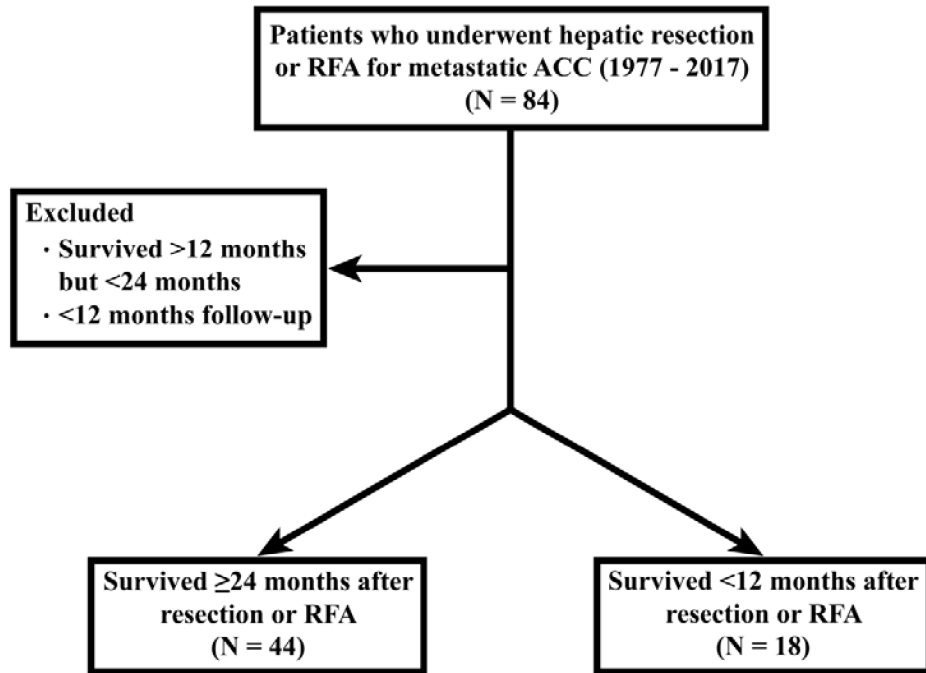 Patients who underwent hepatic resection
or RFA for metastatic ACC (1977 - 2017)
(N = 84)
Excluded
· Survived >12 months
but <24 months
· <12 months follow-up
Survived ≥24 months after
resection or RFA
(N = 44)
Survived <12 months after
resection or RFA
(N = 18)